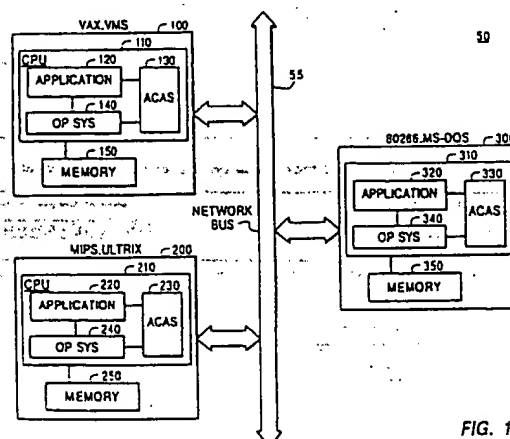 VAX.VMS 100
110
CPU 120 130
APPLICATION
ACAS
140
OP SYS
150
MEMORY
MIPS.ULTRIX 200
210
CPU 220 230
APPLICATION
ACAS
240
OP SYS
250
MEMORY
NETWORK
BUS
55
50
80286.MS-DOS 300
310
320 330
APPLICATION
ACAS
340
OP SYS
350
MEMORY
FIG. 1